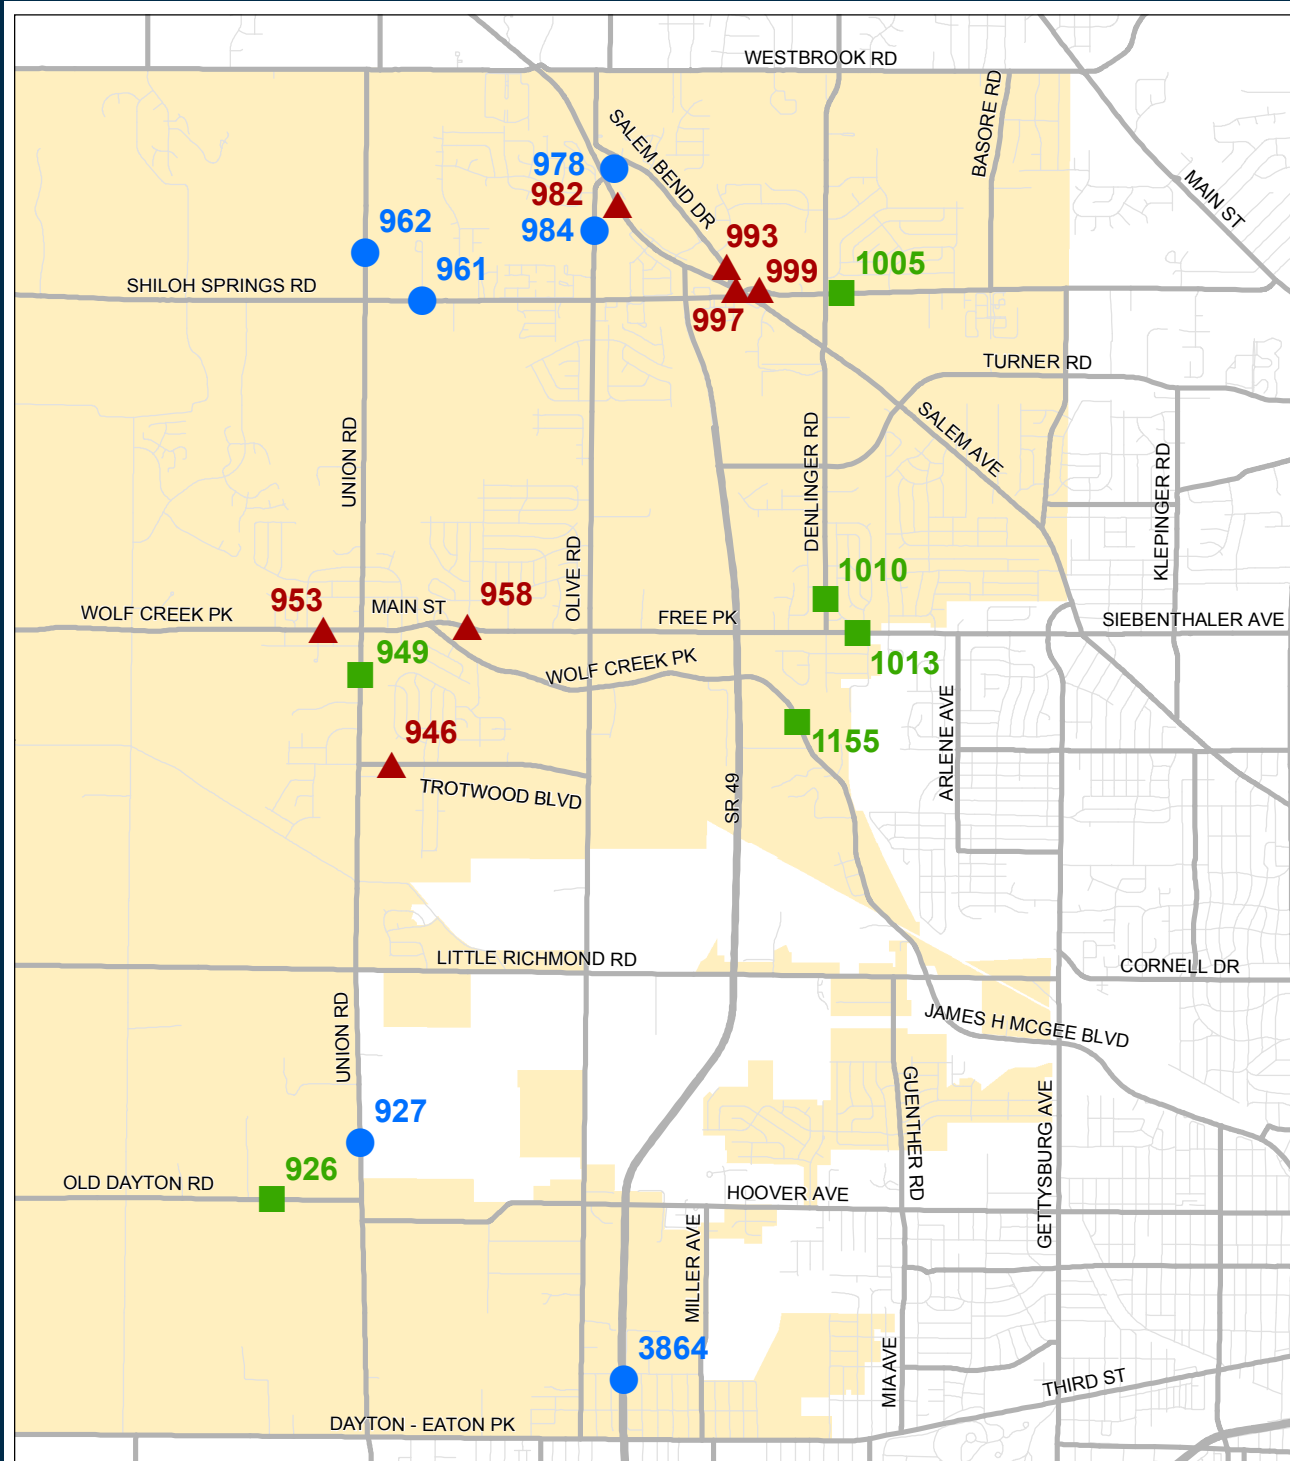 WESTBROOK RD
BASORE RD
SALEM BEND DR
978
982
984
MAIN ST
962
961
993
999
1005
997
SHILOH SPRINGS RD
TURNER RD
SALEM AVE
UNION RD
DENLINGER RD
KLEPINGER RD
OLIVE RD
1010
953
MAIN ST
958
WOLF CREEK PK
FREE PK
SIEBENTHALER AVE
949
WOLF CREEK PK
1013
ARLENE AVE
946
1155
TROTWOOD BLVD
SR 49
LITTLE RICHMOND RD
CORNELL DR
UNION RD
JAMES H MCGEE BLVD
927
GUENTHER RD
GETTYSBURG AVE
926
OLD DAYTON RD
HOOVER AVE
MILLER AVE
3864
MIA AVE
THIRD ST
DAYTON - EATON PK